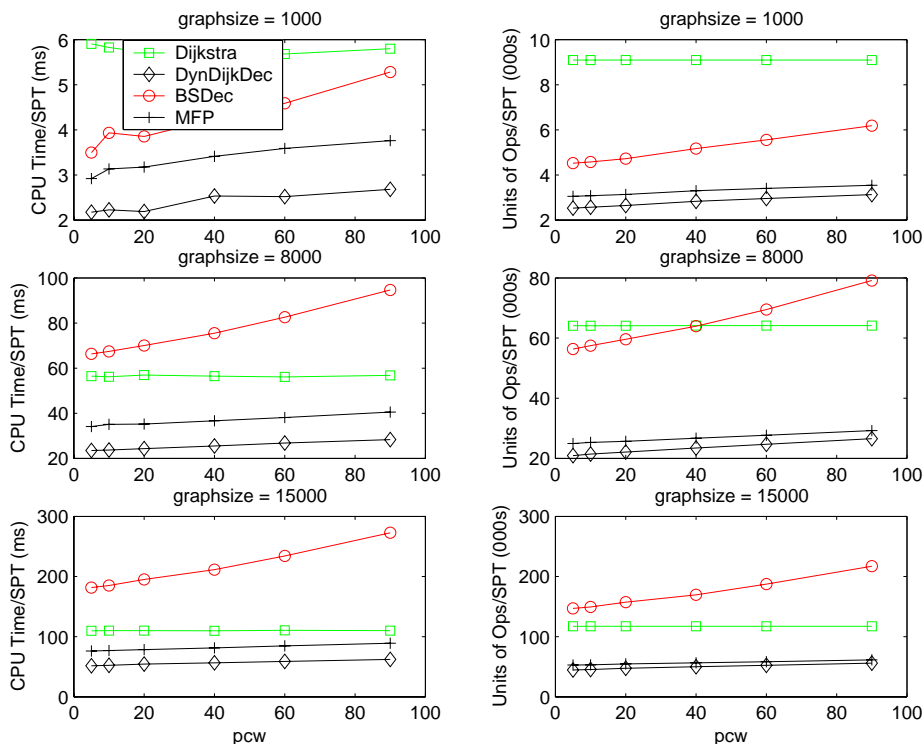 graphsize = 1000
CPU Time/SPT (ms)
6
5
4
3
2
0 20 40 60 80 100
Dijkstra
DynDijkDec
BSDec
MFP
graphsize = 1000
Units of Ops/SPT (000s)
10
8
6
4
2
0 20 40 60 80 100
graphsize = 8000
CPU Time/SPT (ms)
100
80
60
40
20
0 20 40 60 80 100
graphsize = 8000
Units of Ops/SPT (000s)
80
60
40
20
0 20 40 60 80 100
graphsize = 15000
CPU Time/SPT (ms)
300
200
100
0
0 20 40 60 80 100
pcw
graphsize = 15000
Units of Ops/SPT (000s)
300
200
100
0
0 20 40 60 80 100
pcw